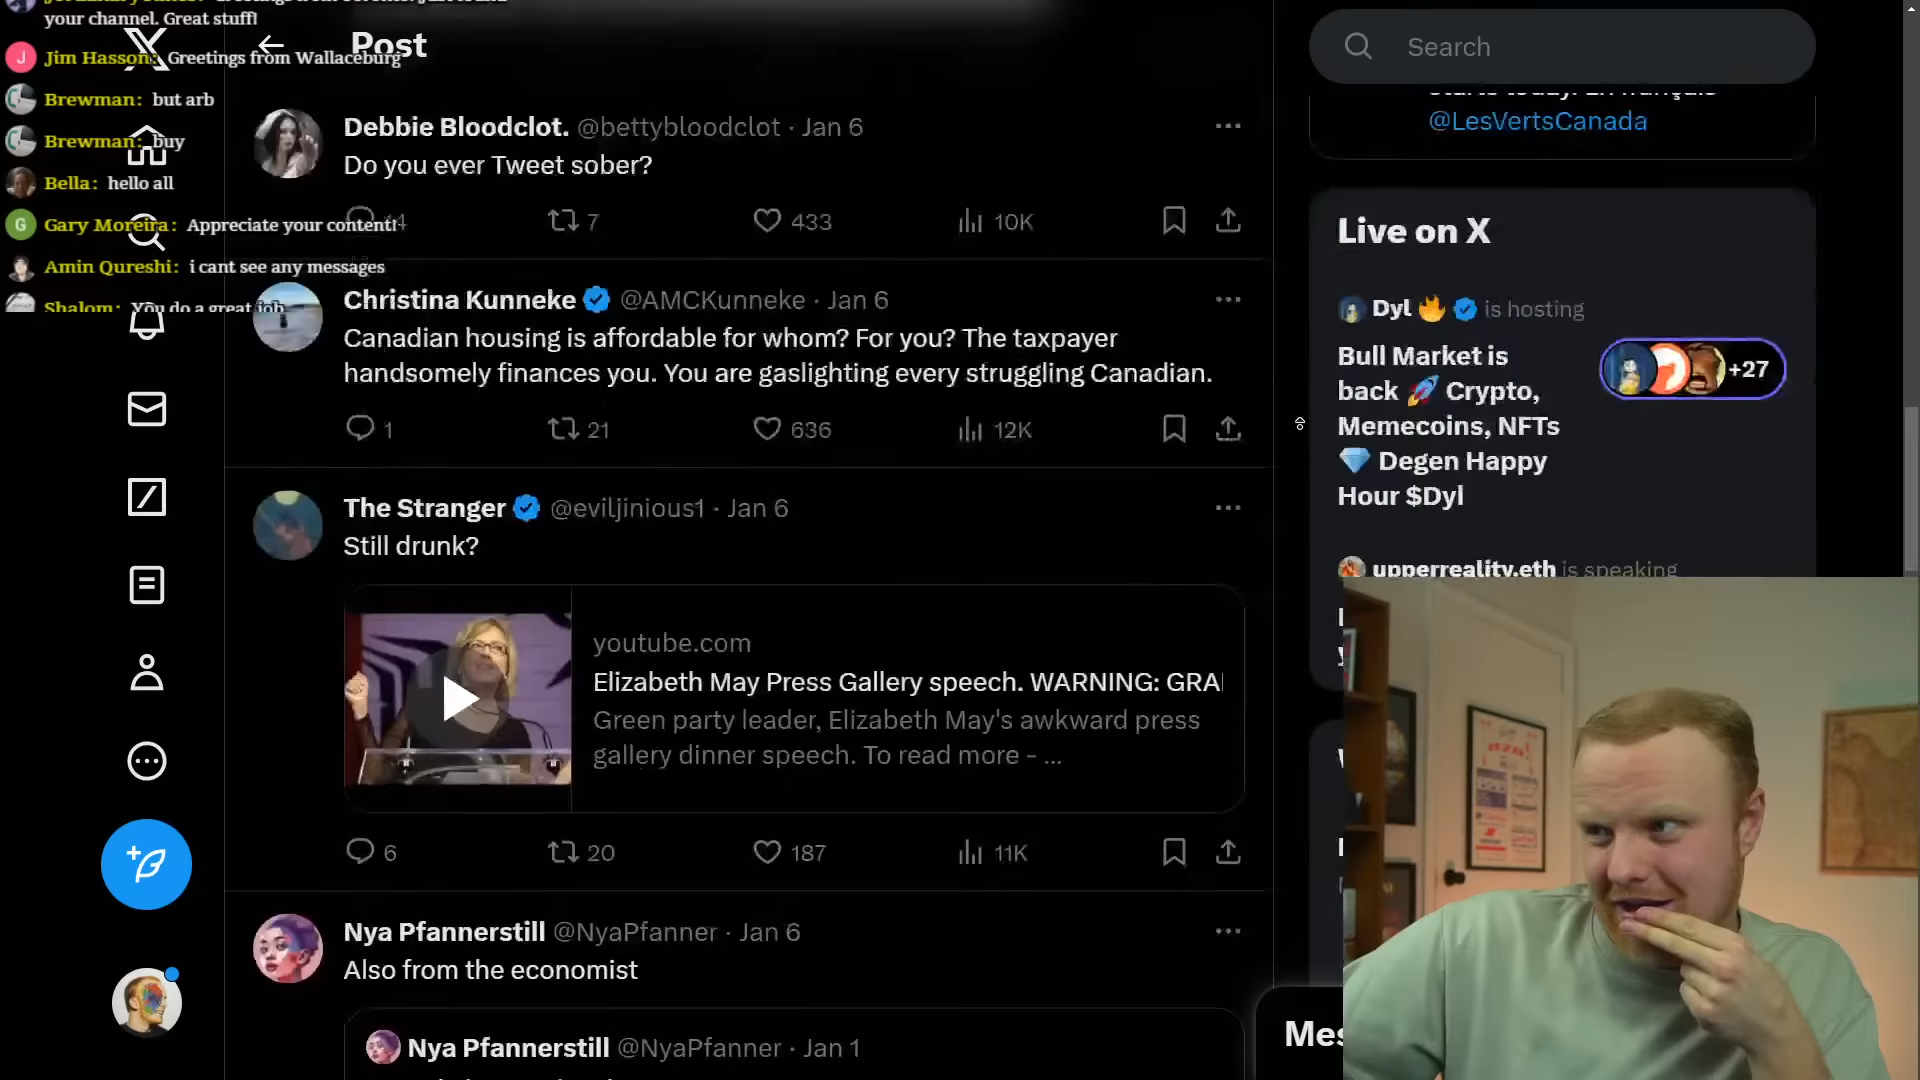 your channel. Great stuff!
Jim Hasson: Greetings from Wallaceburg
Brewman: but arb
Brewman: buy
Bella: hello all
Gary Moreira: Appreciate your content!
Amin Qureshi: i cant see any messages
Shalom: You do a great job
Post
Debbie Bloodclot. @bettybloodclot · Jan 6
Do you ever Tweet sober?
14 7 433 10K
Christina Kunneke @AMCKunneke · Jan 6
Canadian housing is affordable for whom? For you? The taxpayer
handsomely finances you. You are gaslighting every struggling Canadian.
1 21 636 12K
The Stranger @eviljinious1 · Jan 6
Still drunk?
youtube.com
Elizabeth May Press Gallery speech. WARNING: GRA
Green party leader, Elizabeth May's awkward press
gallery dinner speech. To read more - ...
6 20 187 11K
Nya Pfannerstill @NyaPfanner · Jan 6
Also from the economist
Nya Pfannerstill @NyaPfanner · Jan 1
Search
@LesVertsCanada
Live on X
Dyl is hosting
Bull Market is
back 🚀 Crypto,
Memecoins, NFTs
💎 Degen Happy
Hour $Dyl
+27
upperreality.eth is speaking
Mes